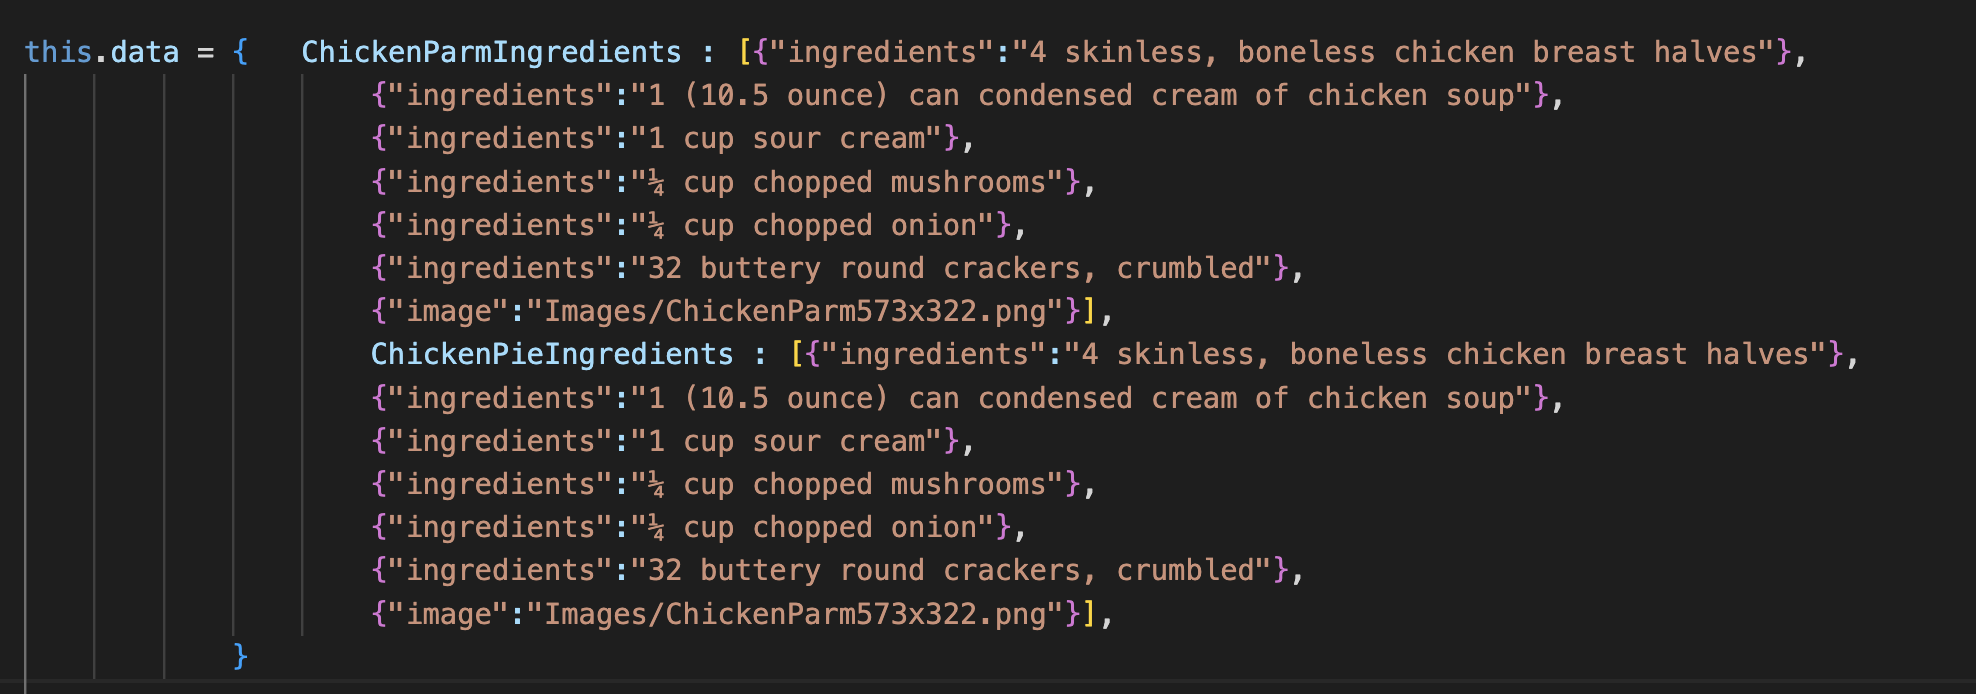 this.data = {   ChickenParmIngredients : [{"ingredients":"4 skinless, boneless chicken breast halves"},
{"ingredients":"1 (10.5 ounce) can condensed cream of chicken soup"},
{"ingredients":"1 cup sour cream"},
{"ingredients":"¼ cup chopped mushrooms"},
{"ingredients":"¼ cup chopped onion"},
{"ingredients":"32 buttery round crackers, crumbled"},
{"image":"Images/ChickenParm573x322.png"}],
ChickenPieIngredients : [{"ingredients":"4 skinless, boneless chicken breast halves"},
{"ingredients":"1 (10.5 ounce) can condensed cream of chicken soup"},
{"ingredients":"1 cup sour cream"},
{"ingredients":"¼ cup chopped mushrooms"},
{"ingredients":"¼ cup chopped onion"},
{"ingredients":"32 buttery round crackers, crumbled"},
{"image":"Images/ChickenParm573x322.png"}],
}